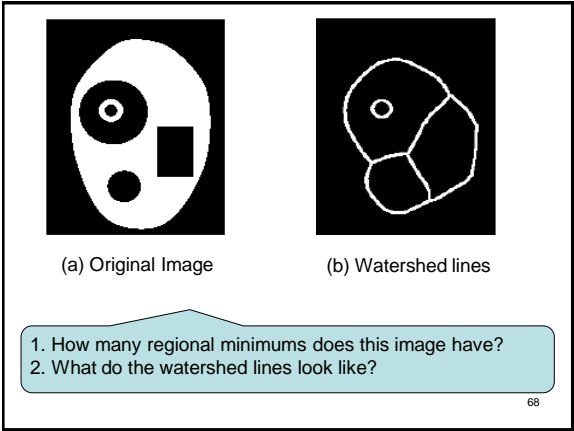 (a) Original Image
(b) Watershed lines
1. How many regional minimums does this image have?
2. What do the watershed lines look like?
68